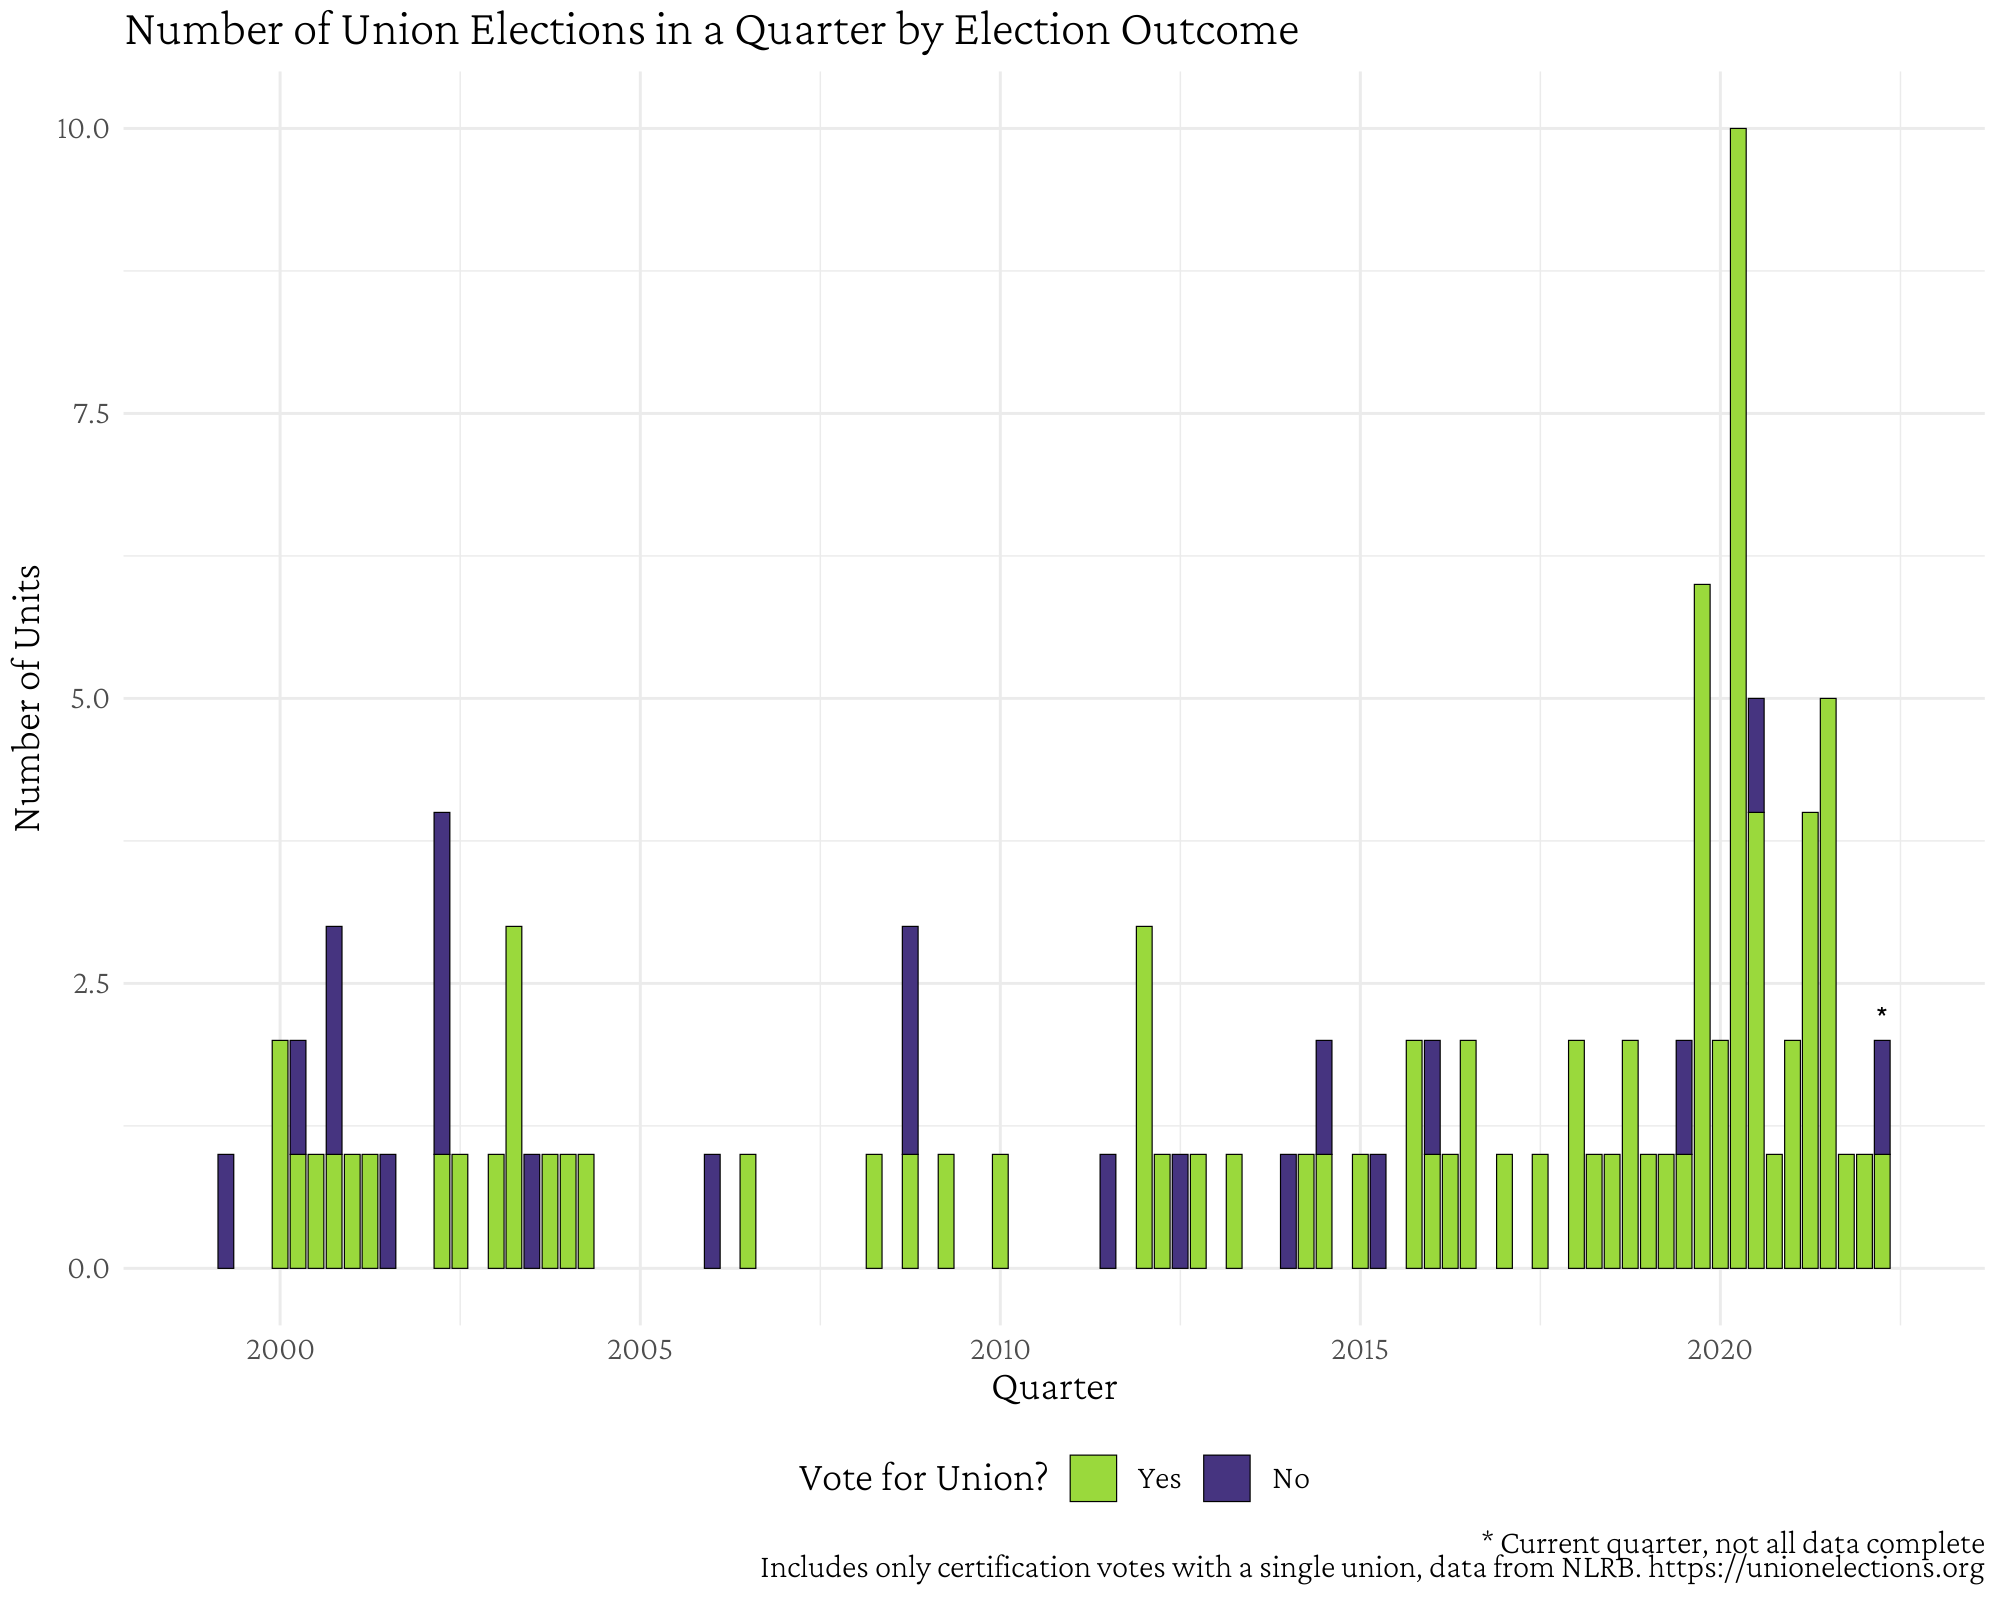 Number of Union Elections in a Quarter by Election Outcome
Number of Units
10.0
7.5
5.0
2.5
0.0
*
2000 2005 2010 2015 2020
Quarter
Vote for Union? Yes No
* Current quarter, not all data complete
Includes only certification votes with a single union, data from NLRB. https://unionelections.org